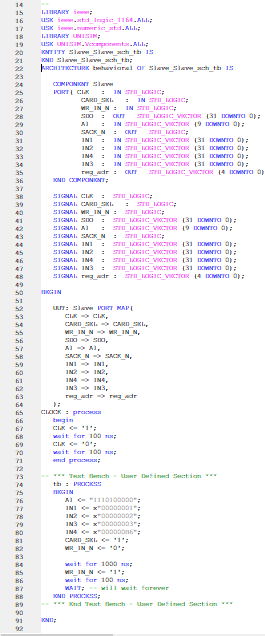 14 --
15 LIBRARY ieee;
16 USE ieee.std_logic_1164.ALL;
17 USE ieee.numeric_std.ALL;
18 LIBRARY UNISIM;
19 USE UNISIM.Vcomponents.ALL;
20 ENTITY Slave_Slave_sch_tb IS
21 END Slave_Slave_sch_tb;
22 ARCHITECTURE behavioral OF Slave_Slave_sch_tb IS
23
24 COMPONENT Slave
25 PORT( CLK : IN STD_LOGIC;
26 CARD_SEL : IN STD_LOGIC;
27 WR_IN_N : IN STD_LOGIC;
28 SDO : OUT STD_LOGIC_VECTOR (31 DOWNTO 0);
29 A1 : IN STD_LOGIC_VECTOR (9 DOWNTO 0);
30 SACK_N : OUT STD_LOGIC;
31 IN1 : IN STD_LOGIC_VECTOR (31 DOWNTO 0);
32 IN2 : IN STD_LOGIC_VECTOR (31 DOWNTO 0);
33 IN4 : IN STD_LOGIC_VECTOR (31 DOWNTO 0);
34 IN3 : IN STD_LOGIC_VECTOR (31 DOWNTO 0);
35 reg_adr : OUT STD_LOGIC_VECTOR (4 DOWNTO 0)
36 END COMPONENT;
37
38 SIGNAL CLK : STD_LOGIC;
39 SIGNAL CARD_SEL : STD_LOGIC;
40 SIGNAL WR_IN_N : STD_LOGIC;
41 SIGNAL SDO : STD_LOGIC_VECTOR (31 DOWNTO 0);
42 SIGNAL A1 : STD_LOGIC_VECTOR (9 DOWNTO 0);
43 SIGNAL SACK_N : STD_LOGIC;
44 SIGNAL IN1 : STD_LOGIC_VECTOR (31 DOWNTO 0);
45 SIGNAL IN2 : STD_LOGIC_VECTOR (31 DOWNTO 0);
46 SIGNAL IN4 : STD_LOGIC_VECTOR (31 DOWNTO 0);
47 SIGNAL IN3 : STD_LOGIC_VECTOR (31 DOWNTO 0);
48 SIGNAL reg_adr : STD_LOGIC_VECTOR (4 DOWNTO 0);
49
50 BEGIN
51
52 UUT: Slave PORT MAP(
53 CLK => CLK,
54 CARD_SEL => CARD_SEL,
55 WR_IN_N => WR_IN_N,
56 SDO => SDO,
57 A1 => A1,
58 SACK_N => SACK_N,
59 IN1 => IN1,
60 IN2 => IN2,
61 IN4 => IN4,
62 IN3 => IN3,
63 reg_adr => reg_adr
64 );
65 CLOCK : process
66 begin
67 CLK <= '1';
68 wait for 100 ns;
69 CLK <= '0';
70 wait for 100 ns;
71 end process;
72
73 -- *** Test Bench - User Defined Section ***
74 tb : PROCESS
75 BEGIN
76 A1 <= "1110100000";
77 IN1 <= x"00000001";
78 IN2 <= x"00000002";
79 IN3 <= x"00000003";
80 IN4 <= x"00000006";
81 CARD_SEL <= '1';
82 WR_IN_N <= '0';
83
84 wait for 1000 ns;
85 WR_IN_N <= '1';
86 wait for 100 ns;
87 WAIT; -- will wait forever
88 END PROCESS;
89 -- *** End Test Bench - User Defined Section ***
90
91 END;
92